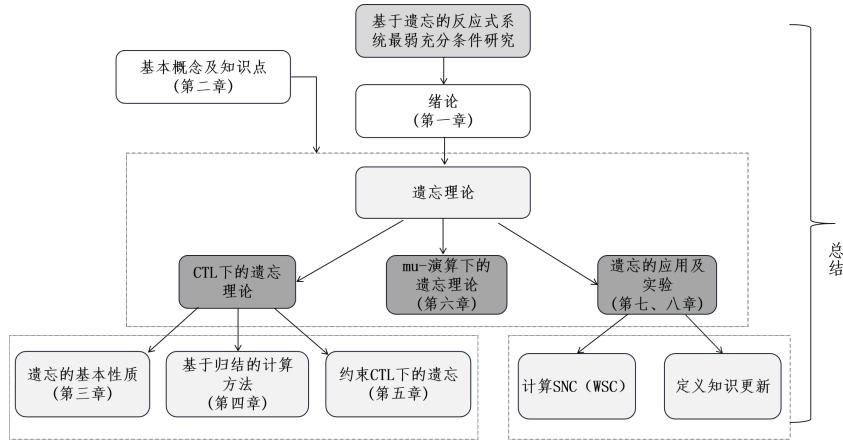 基于遗忘的反应式系
统最弱充分条件研究
基本概念及知识点
(第二章)
绪论
(第一章)
遗忘理论
CTL下的遗忘
理论
mu-演算下的
遗忘理论
(第六章)
遗忘的应用及
实验
(第七、八章)
总结
遗忘的基本性质
(第三章)
基于归结的计算
方法
(第四章)
约束CTL下的遗忘
(第五章)
计算SNC（WSC）
定义知识更新